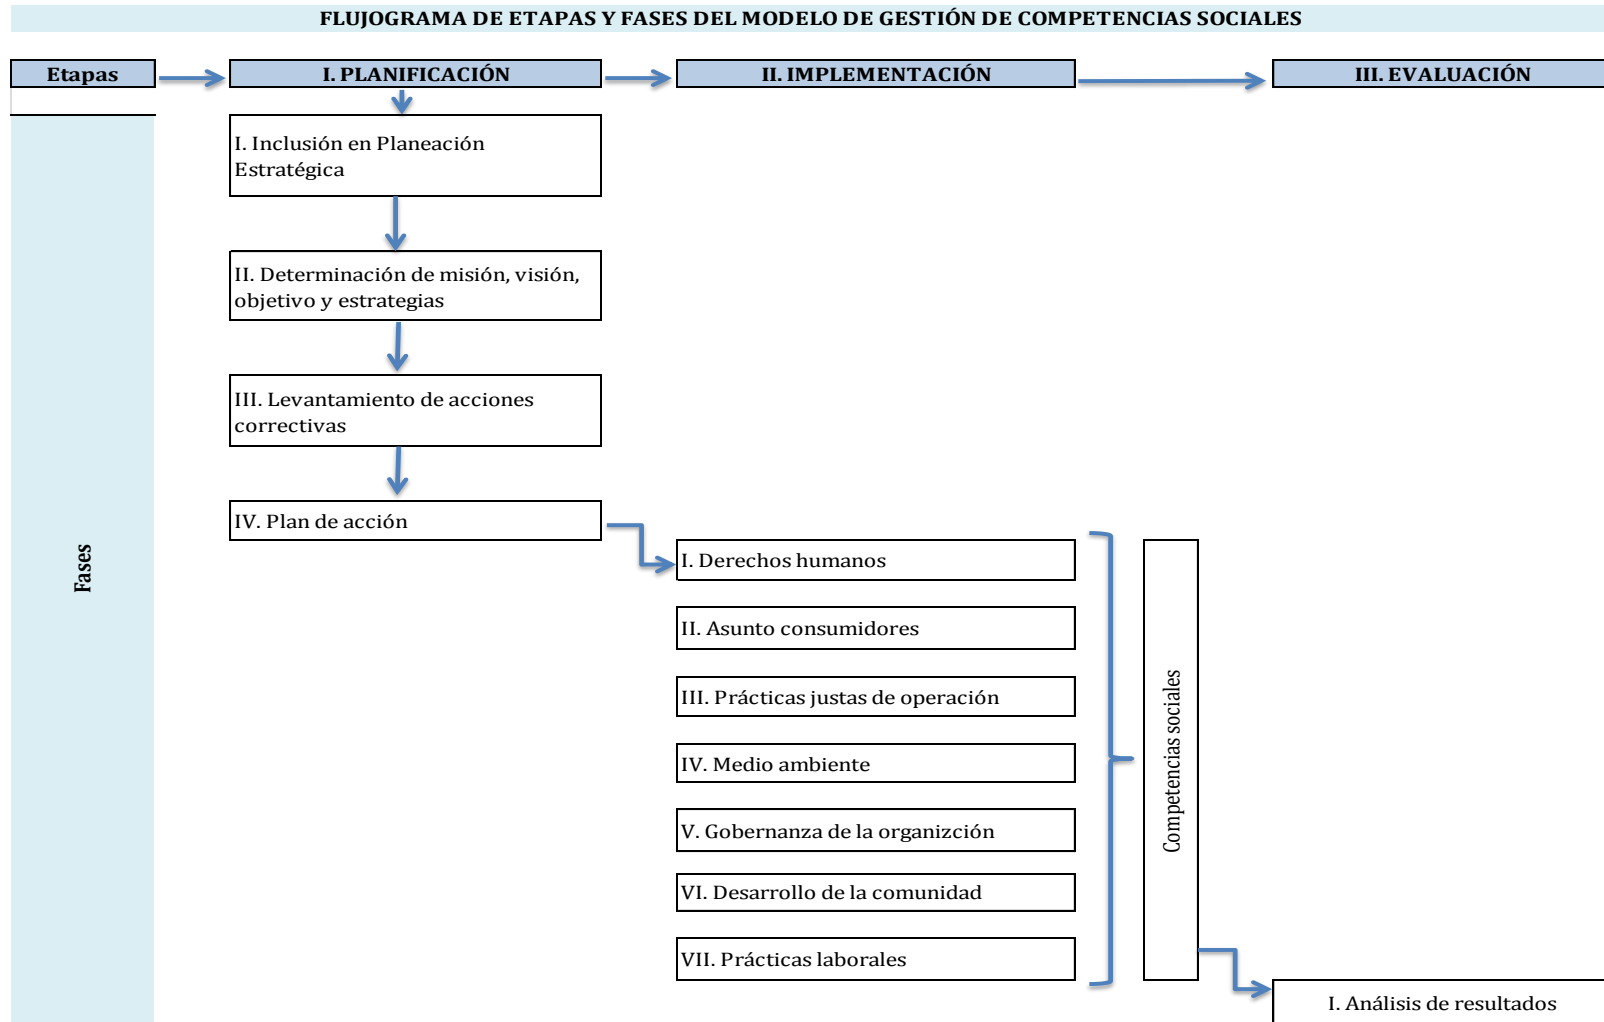 FLUJOGRAMA DE ETAPAS Y FASES DEL MODELO DE GESTIÓN DE COMPETENCIAS SOCIALES
Etapas
I. PLANIFICACIÓN
II. IMPLEMENTACIÓN
III. EVALUACIÓN
Fases
I. Inclusión en Planeación
Estratégica
II. Determinación de misión, visión,
objetivo y estrategias
III. Levantamiento de acciones
correctivas
IV. Plan de acción
I. Derechos humanos
II. Asunto consumidores
III. Prácticas justas de operación
IV. Medio ambiente
V. Gobernanza de la organizción
VI. Desarrollo de la comunidad
VII. Prácticas laborales
Competencias sociales
I. Análisis de resultados